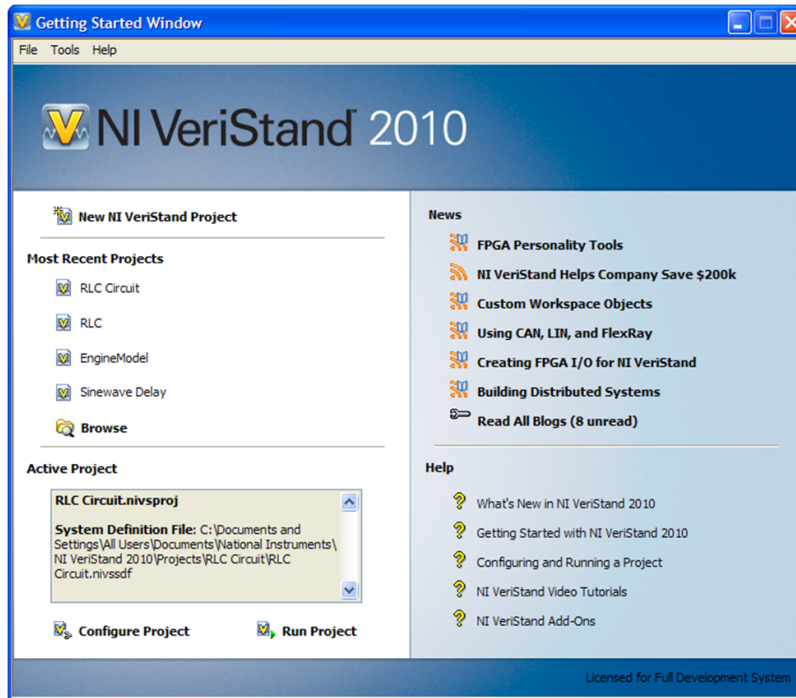 Getting Started Window
File Tools Help
NI VeriStand™ 2010
New NI VeriStand Project
Most Recent Projects
RLC Circuit
RLC
EngineModel
Sinewave Delay
Browse
Active Project
RLC Circuit.nivsproj
System Definition File: C:\Documents and
Settings\All Users\Documents\National Instruments\
NI VeriStand 2010\Projects\RLC Circuit\RLC
Circuit.nivssdf
Configure Project
Run Project
News
FPGA Personality Tools
NI VeriStand Helps Company Save $200k
Custom Workspace Objects
Using CAN, LIN, and FlexRay
Creating FPGA I/O for NI VeriStand
Building Distributed Systems
Read All Blogs (8 unread)
Help
What's New in NI VeriStand 2010
Getting Started with NI VeriStand 2010
Configuring and Running a Project
NI VeriStand Video Tutorials
NI VeriStand Add-Ons
Licensed for Full Development System